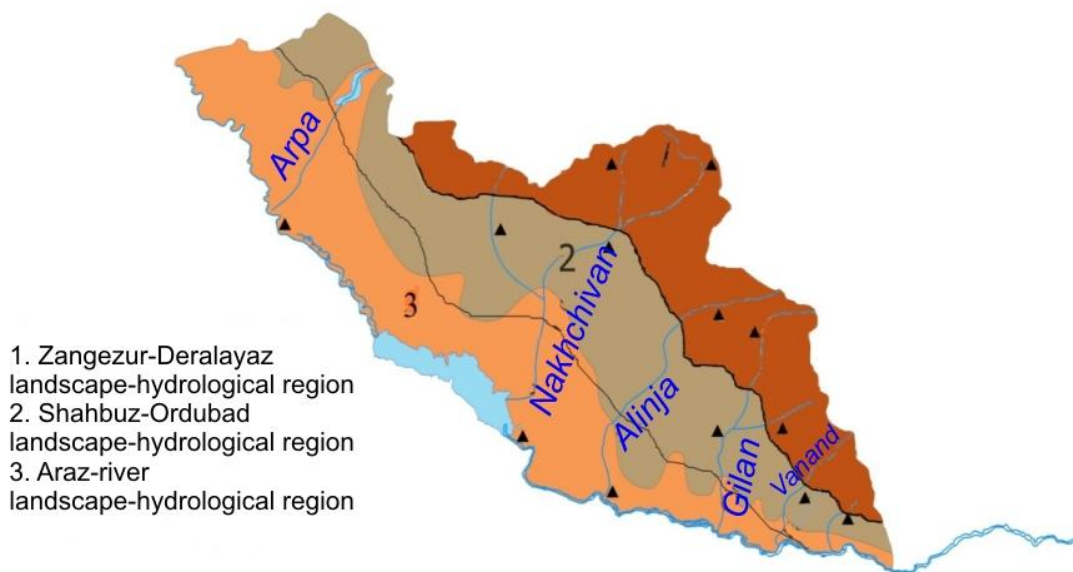 Arpa
1
2
3
Nakhchivan
Alinja
Gilan
Vanand
1. Zangezur-Deralayaz
landscape-hydrological region
2. Shahbuz-Ordubad
landscape-hydrological region
3. Araz-river
landscape-hydrological region